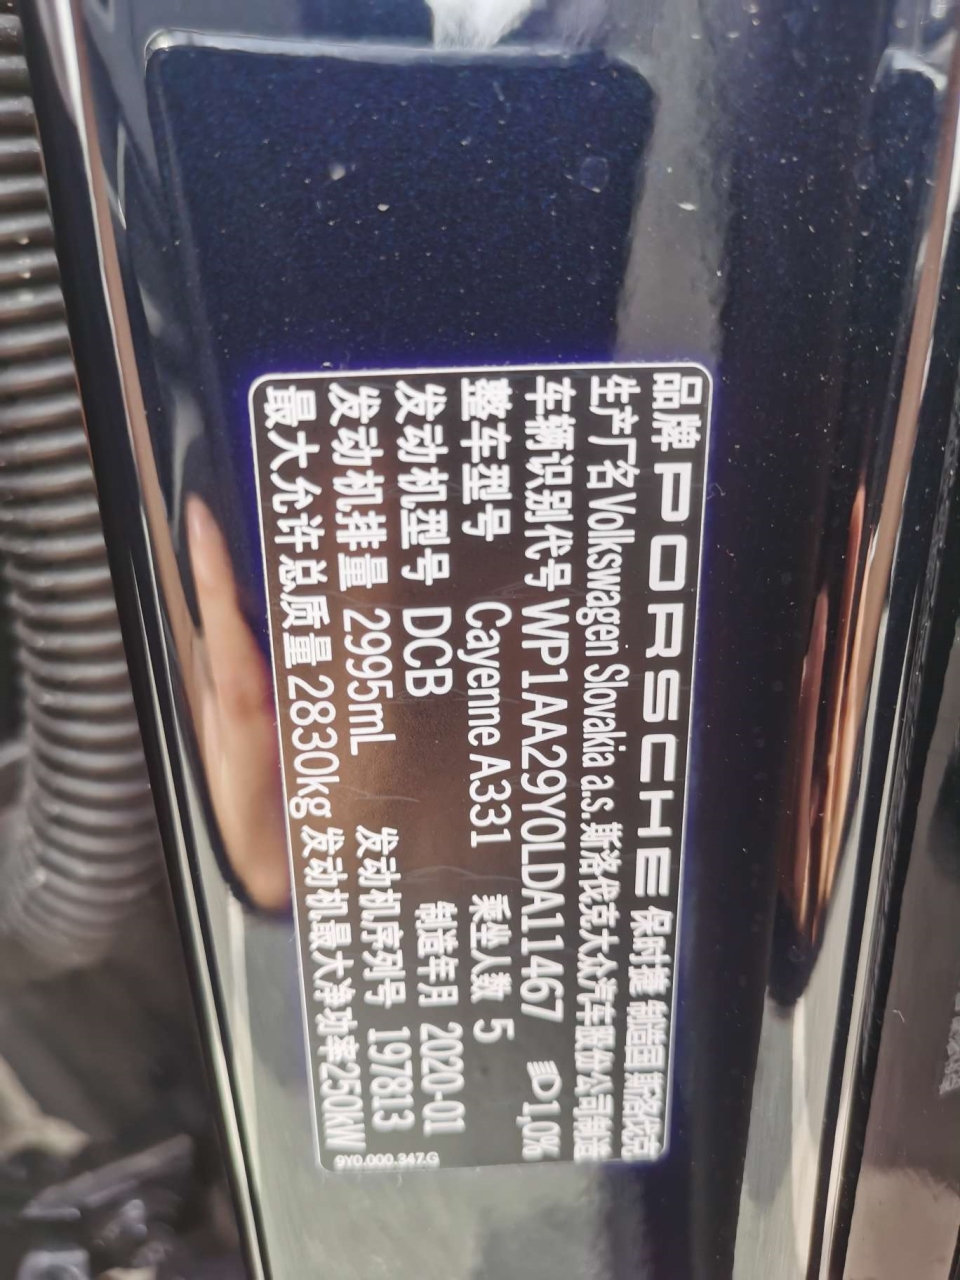 品牌 PORSCHE 保时捷 制造国 斯洛伐克
生产厂名 Volkswagen Slovakia a.s.斯洛伐克大众汽车股份公司制造
车辆识别代号 WP1AA29Y0LDA11467 1,0%
整车型号 Cayenne A331 乘坐人数 5
发动机型号 DCB 制造年月 2020-01
发动机排量 2995mL 发动机序列号 197813
最大允许总质量 2830kg 发动机最大净功率250kW
9Y0.000.347.G